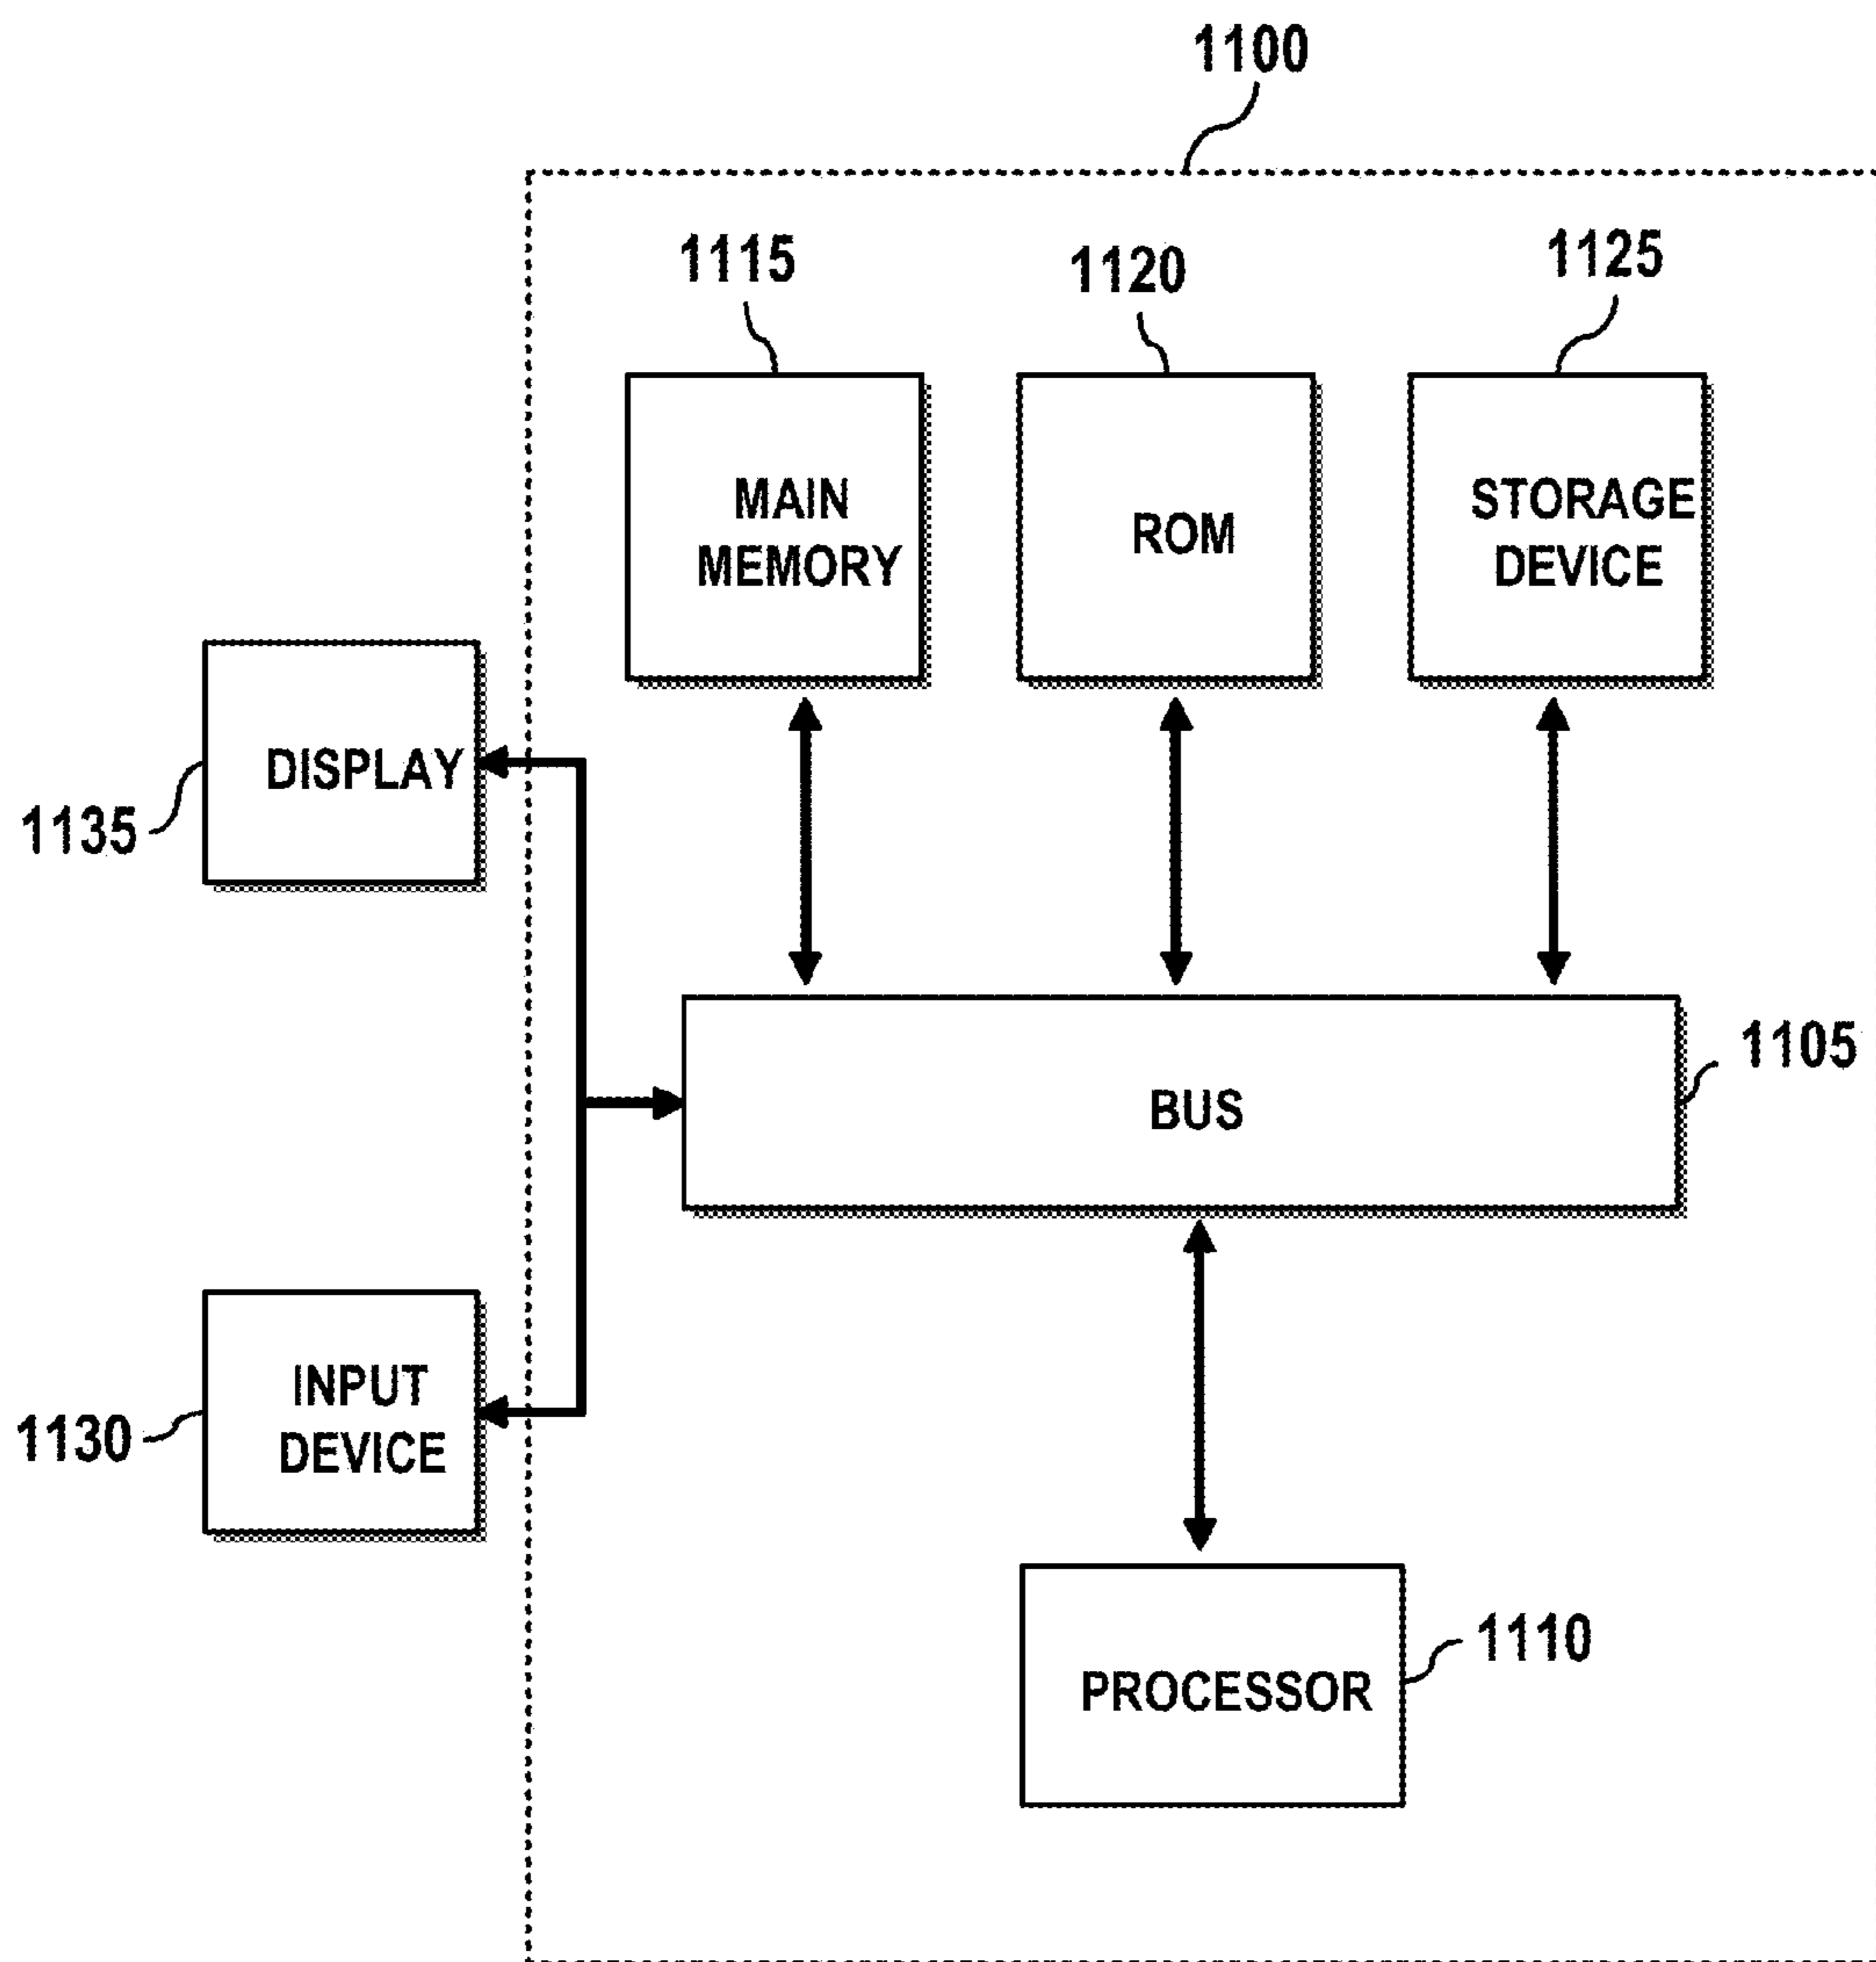 1100
1115
1120
1125
MAIN
MEMORY
ROM
STORAGE
DEVICE
DISPLAY
1135
1105
BUS
INPUT
DEVICE
1130
1110
PROCESSOR